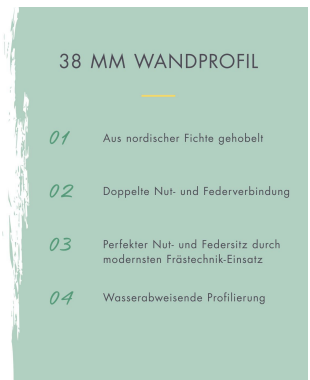 38 MM WANDPROFIL
01 Aus nordischer Fichte gehobelt
02 Doppelte Nut- und Federverbindung
03 Perfekter Nut- und Federsitz durch
modernsten Frästechnik-Einsatz
04 Wasserabweisende Profilierung